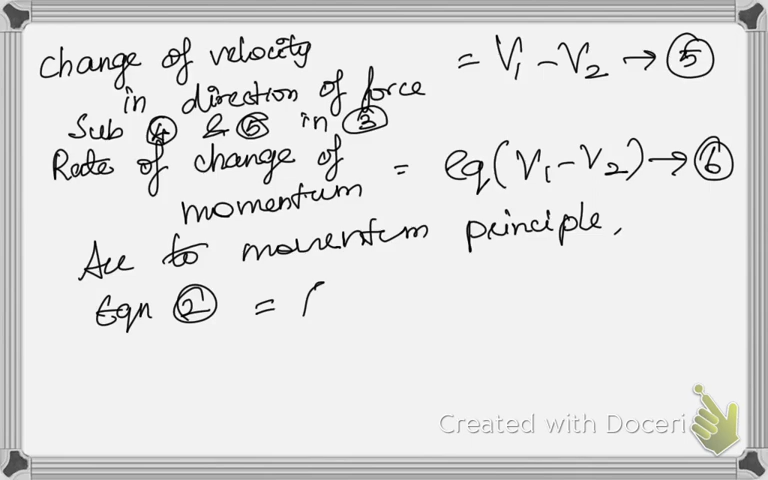 change of velocity = V1 - V2 → ⑤
in direction of force
Sub ④ & ⑤ in ③
Rate of change of = ρq(V1 - V2) → ⑥
momentum
Acc to momentum principle,
Eqn ② = (
Created with Doceri